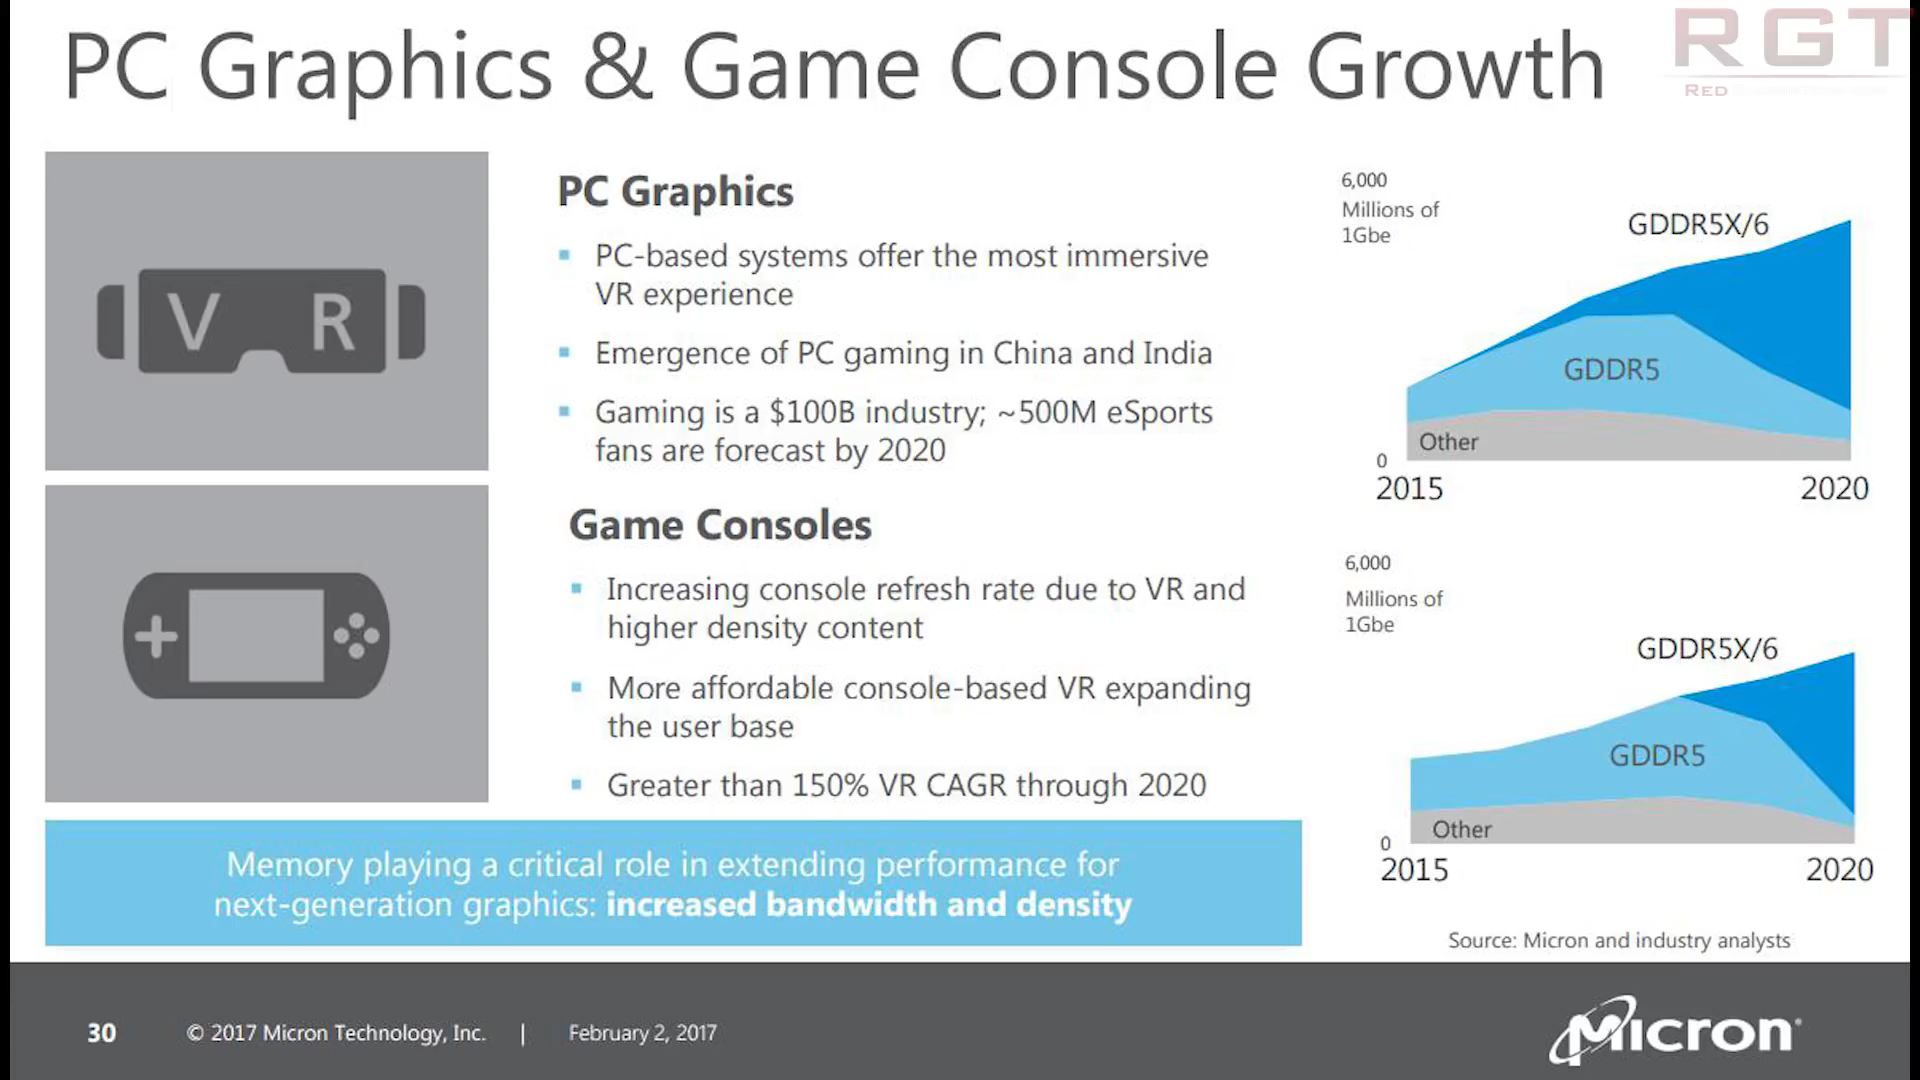 PC Graphics & Game Console Growth
RGT
RED
V R
PC Graphics
PC-based systems offer the most immersive
VR experience
Emergence of PC gaming in China and India
Gaming is a $100B industry; ~500M eSports
fans are forecast by 2020
6,000
Millions of
1Gbe
GDDR5X/6
GDDR5
Other
0
2015
2020
Game Consoles
Increasing console refresh rate due to VR and
higher density content
More affordable console-based VR expanding
the user base
Greater than 150% VR CAGR through 2020
6,000
Millions of
1Gbe
GDDR5X/6
GDDR5
Other
0
2015
2020
Memory playing a critical role in extending performance for
next-generation graphics: increased bandwidth and density
Source: Micron and industry analysts
30
© 2017 Micron Technology, Inc. | February 2, 2017
Micron